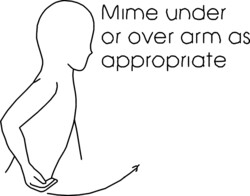 Mime under
or over arm as
appropriate